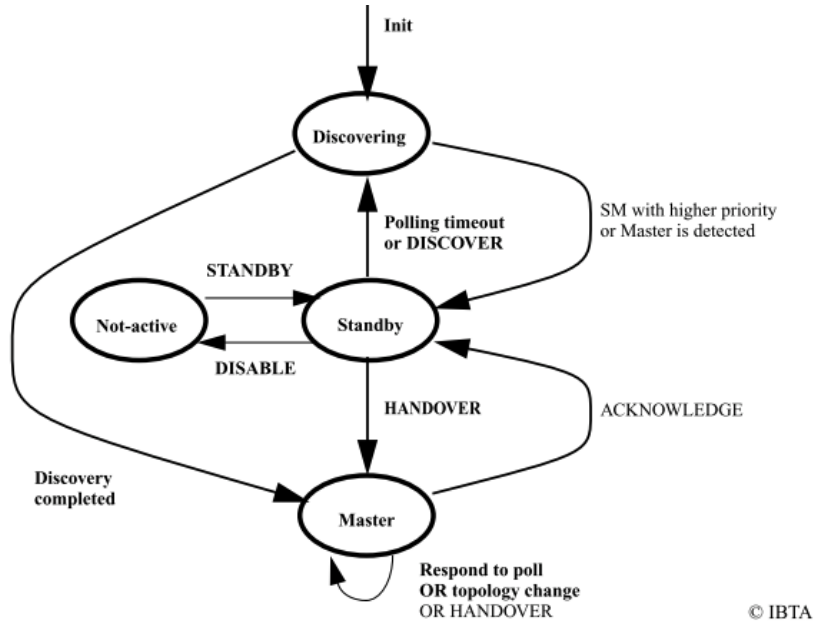 Init
Discovering
SM with higher priority
or Master is detected
Polling timeout
or DISCOVER
STANDBY
Not-active
Standby
DISABLE
HANDOVER
ACKNOWLEDGE
Discovery
completed
Master
Respond to poll
OR topology change
OR HANDOVER
© IBTA